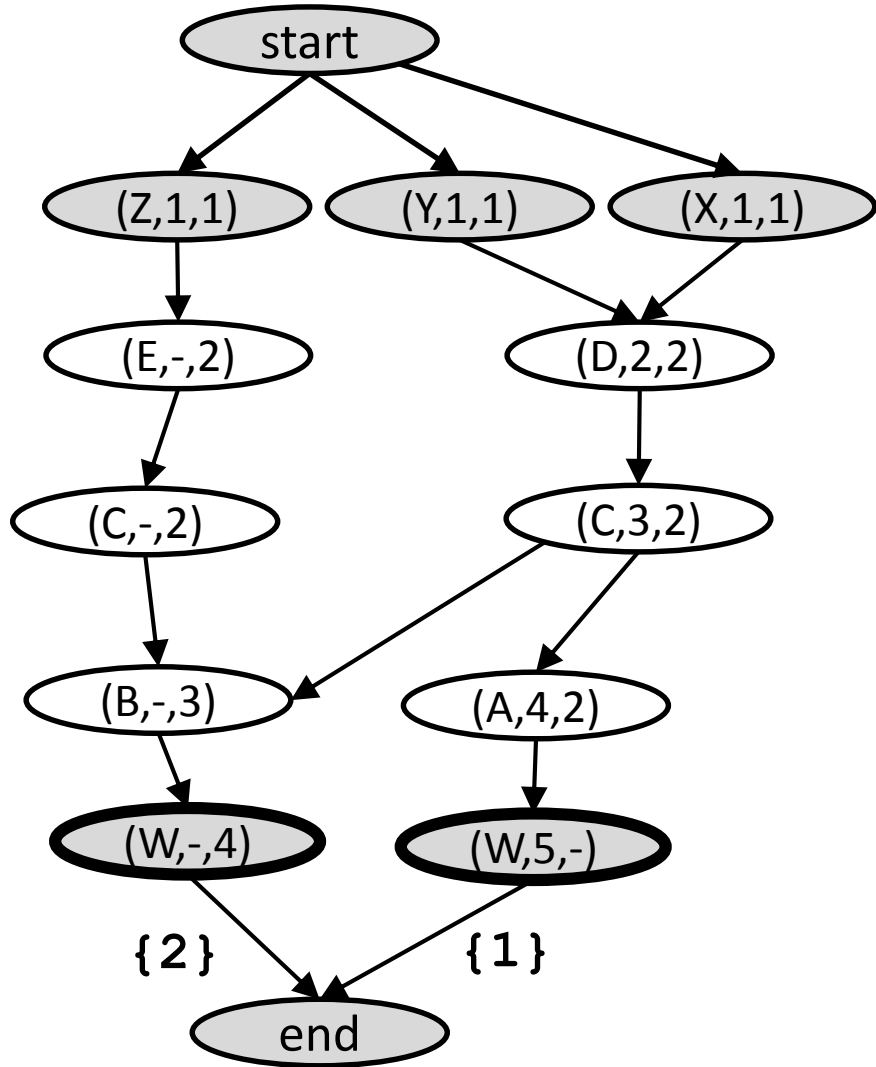 start
(Z,1,1) (Y,1,1) (X,1,1)
(E,-,2) (D,2,2)
(C,-,2) (C,3,2)
(B,-,3) (A,4,2)
(W,-,4) (W,5,-)
{2} {1}
end